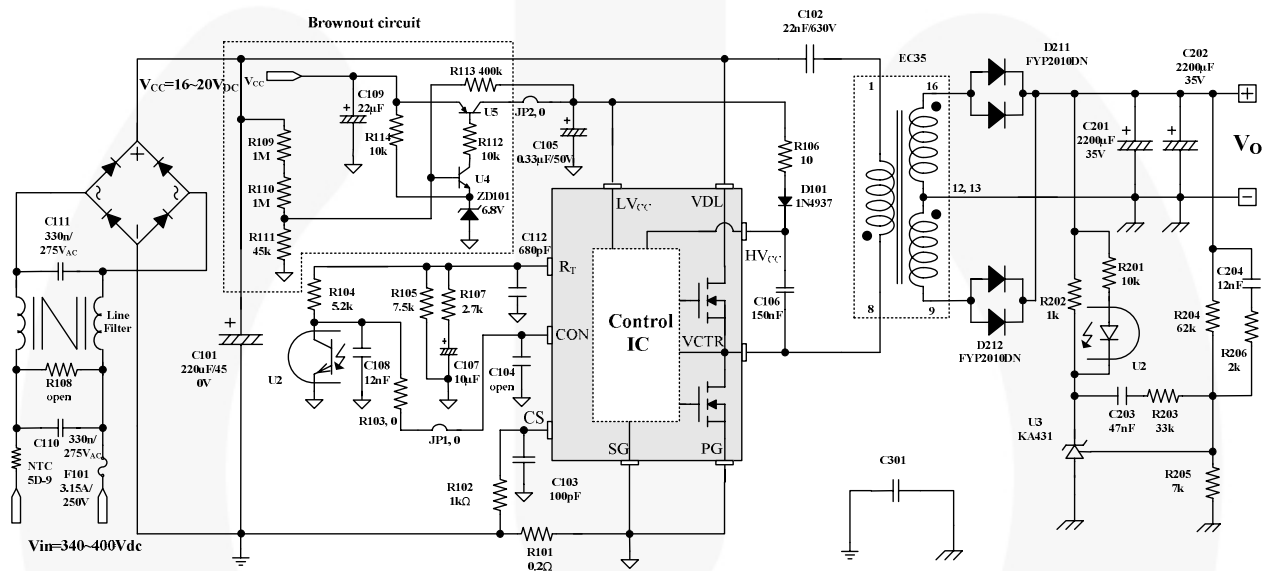 Brownout circuit
C102
22nF/630V
EC35
D211
FYP2010DN
C202
2200µF
35V
VCC=16~20VDC
VCC
R113 400k
C109
22µF
U5
JP2, 0
1
16
C201
2200µF
35V
VO
R109
1M
R114
10k
R112
10k
C105
0.33µF/50V
R106
10
R110
1M
U4
D101
1N4937
12, 13
ZD101
6.8V
LVCC
VDL
C111
330n/
275VAC
R111
45k
C112
680pF
HVCC
RT
R104
5.2k
R105
7.5k
R107
2.7k
C106
150nF
8
9
R201
10k
C204
12nF
Line
Filter
Control
IC
VCTR
R202
1k
R204
62k
CON
D212
FYP2010DN
C101
220µF/45
0V
U2
C108
12nF
C107
10µF
C104
open
U2
R206
2k
R108
open
R103, 0
JP1, 0
CS
C203
47nF
R203
33k
U3
KA431
C110
330n/
275VAC
SG
PG
NTC
5D-9
F101
3.15A/
250V
R102
1kΩ
C103
100pF
C301
R205
7k
Vin=340~400Vdc
R101
0.2Ω